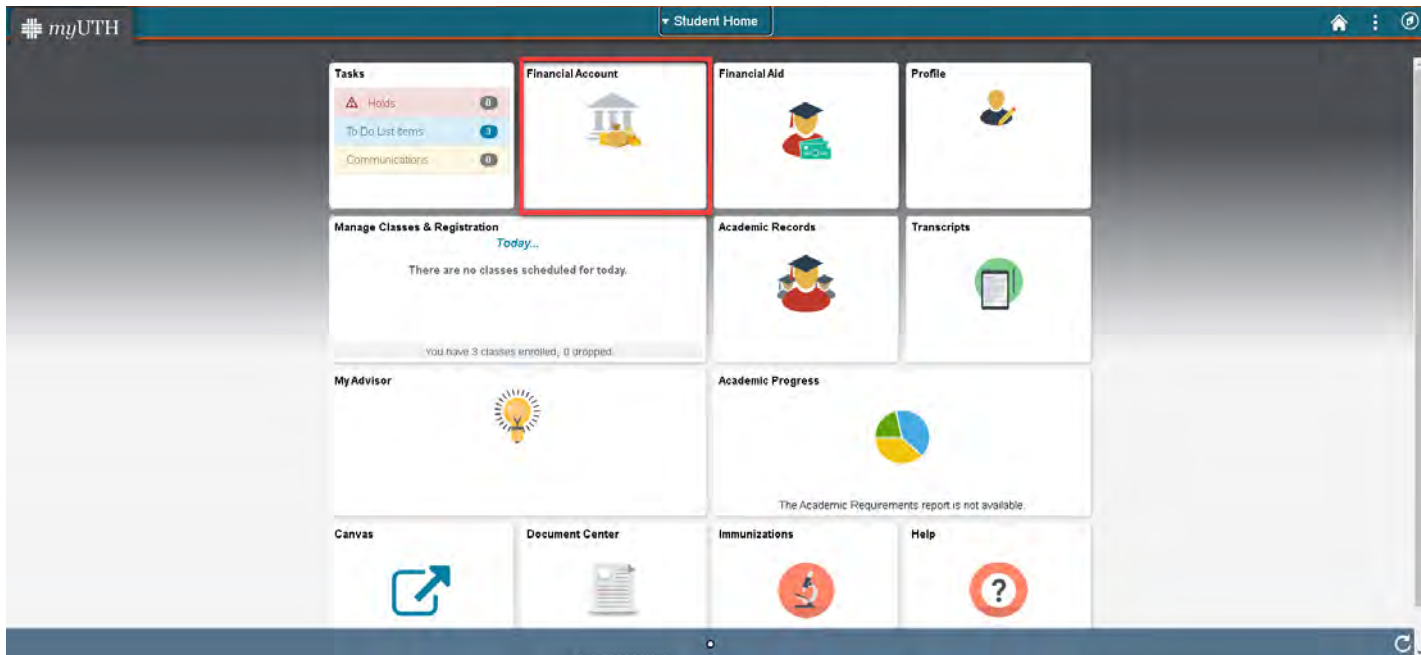 myUTH
Student Home
Tasks
Holds 0
To Do List items 3
Communications 0
Financial Account
Financial Aid
Profile
Manage Classes & Registration
Today...
There are no classes scheduled for today.
You have 3 classes enrolled, 0 dropped.
Academic Records
Transcripts
My Advisor
Academic Progress
The Academic Requirements report is not available.
Canvas
Document Center
Immunizations
Help
?